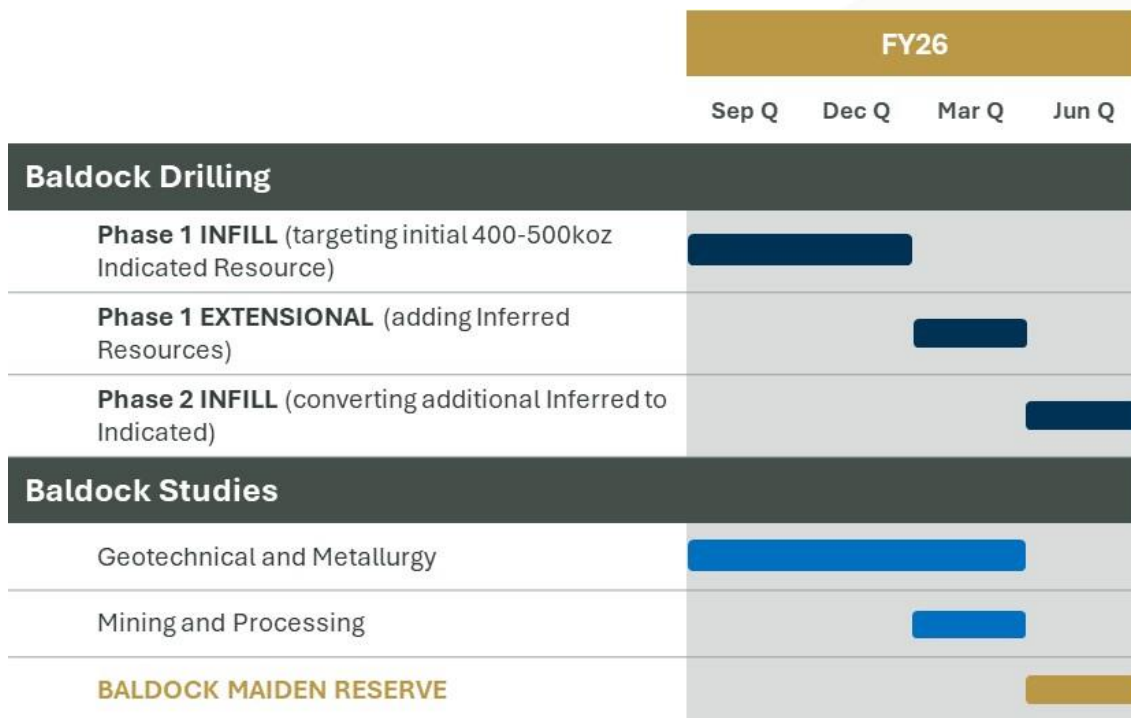 FY26
Sep Q Dec Q Mar Q Jun Q
Baldock Drilling
Phase 1 INFILL (targeting initial 400-500koz
Indicated Resource)
Phase 1 EXTENSIONAL (adding Inferred
Resources)
Phase 2 INFILL (converting additional Inferred to
Indicated)
Baldock Studies
Geotechnical and Metallurgy
Mining and Processing
BALDOCK MAIDEN RESERVE